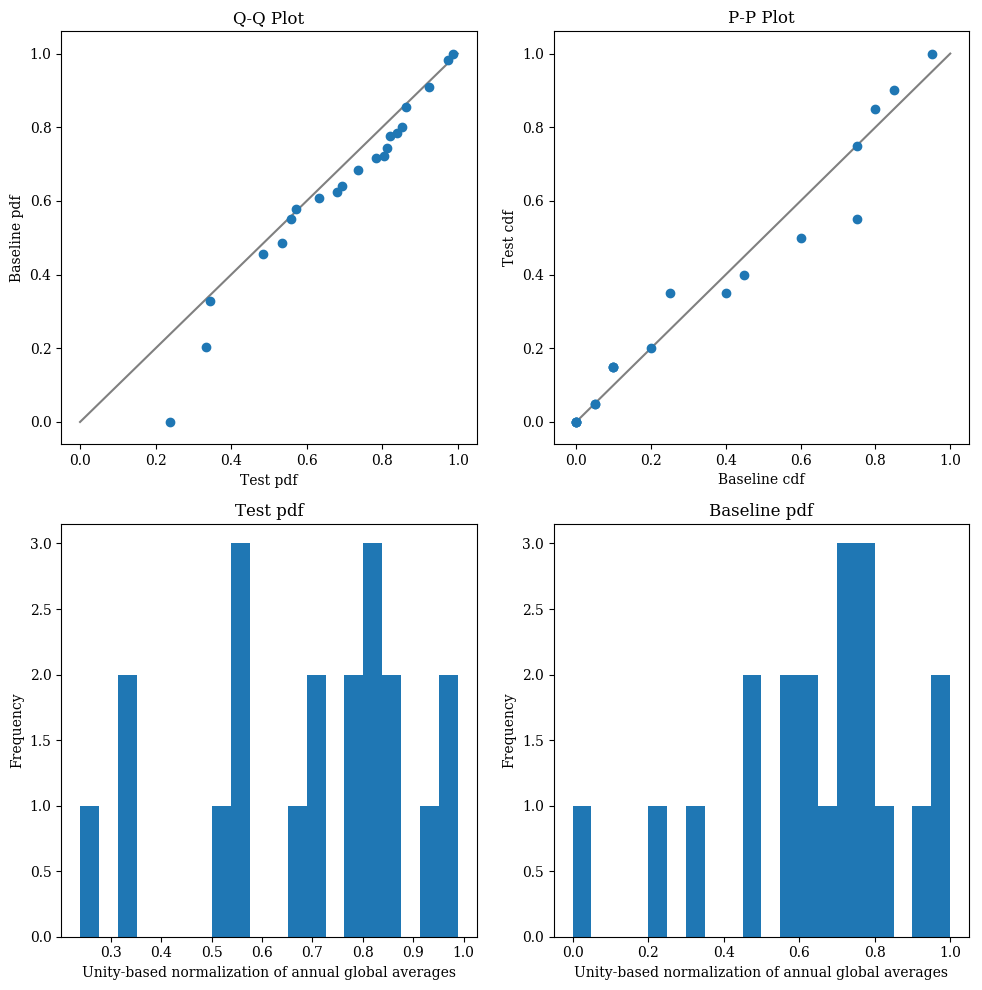 Q-Q Plot
Baseline pdf
1.0
0.8
0.6
0.4
0.2
0.0
0.0 0.2 0.4 0.6 0.8 1.0
Test pdf
P-P Plot
Test cdf
1.0
0.8
0.6
0.4
0.2
0.0
0.0 0.2 0.4 0.6 0.8 1.0
Baseline cdf
Test pdf
Frequency
3.0
2.5
2.0
1.5
1.0
0.5
0.0
0.3 0.4 0.5 0.6 0.7 0.8 0.9 1.0
Unity-based normalization of annual global averages
Baseline pdf
Frequency
3.0
2.5
2.0
1.5
1.0
0.5
0.0
0.0 0.2 0.4 0.6 0.8 1.0
Unity-based normalization of annual global averages